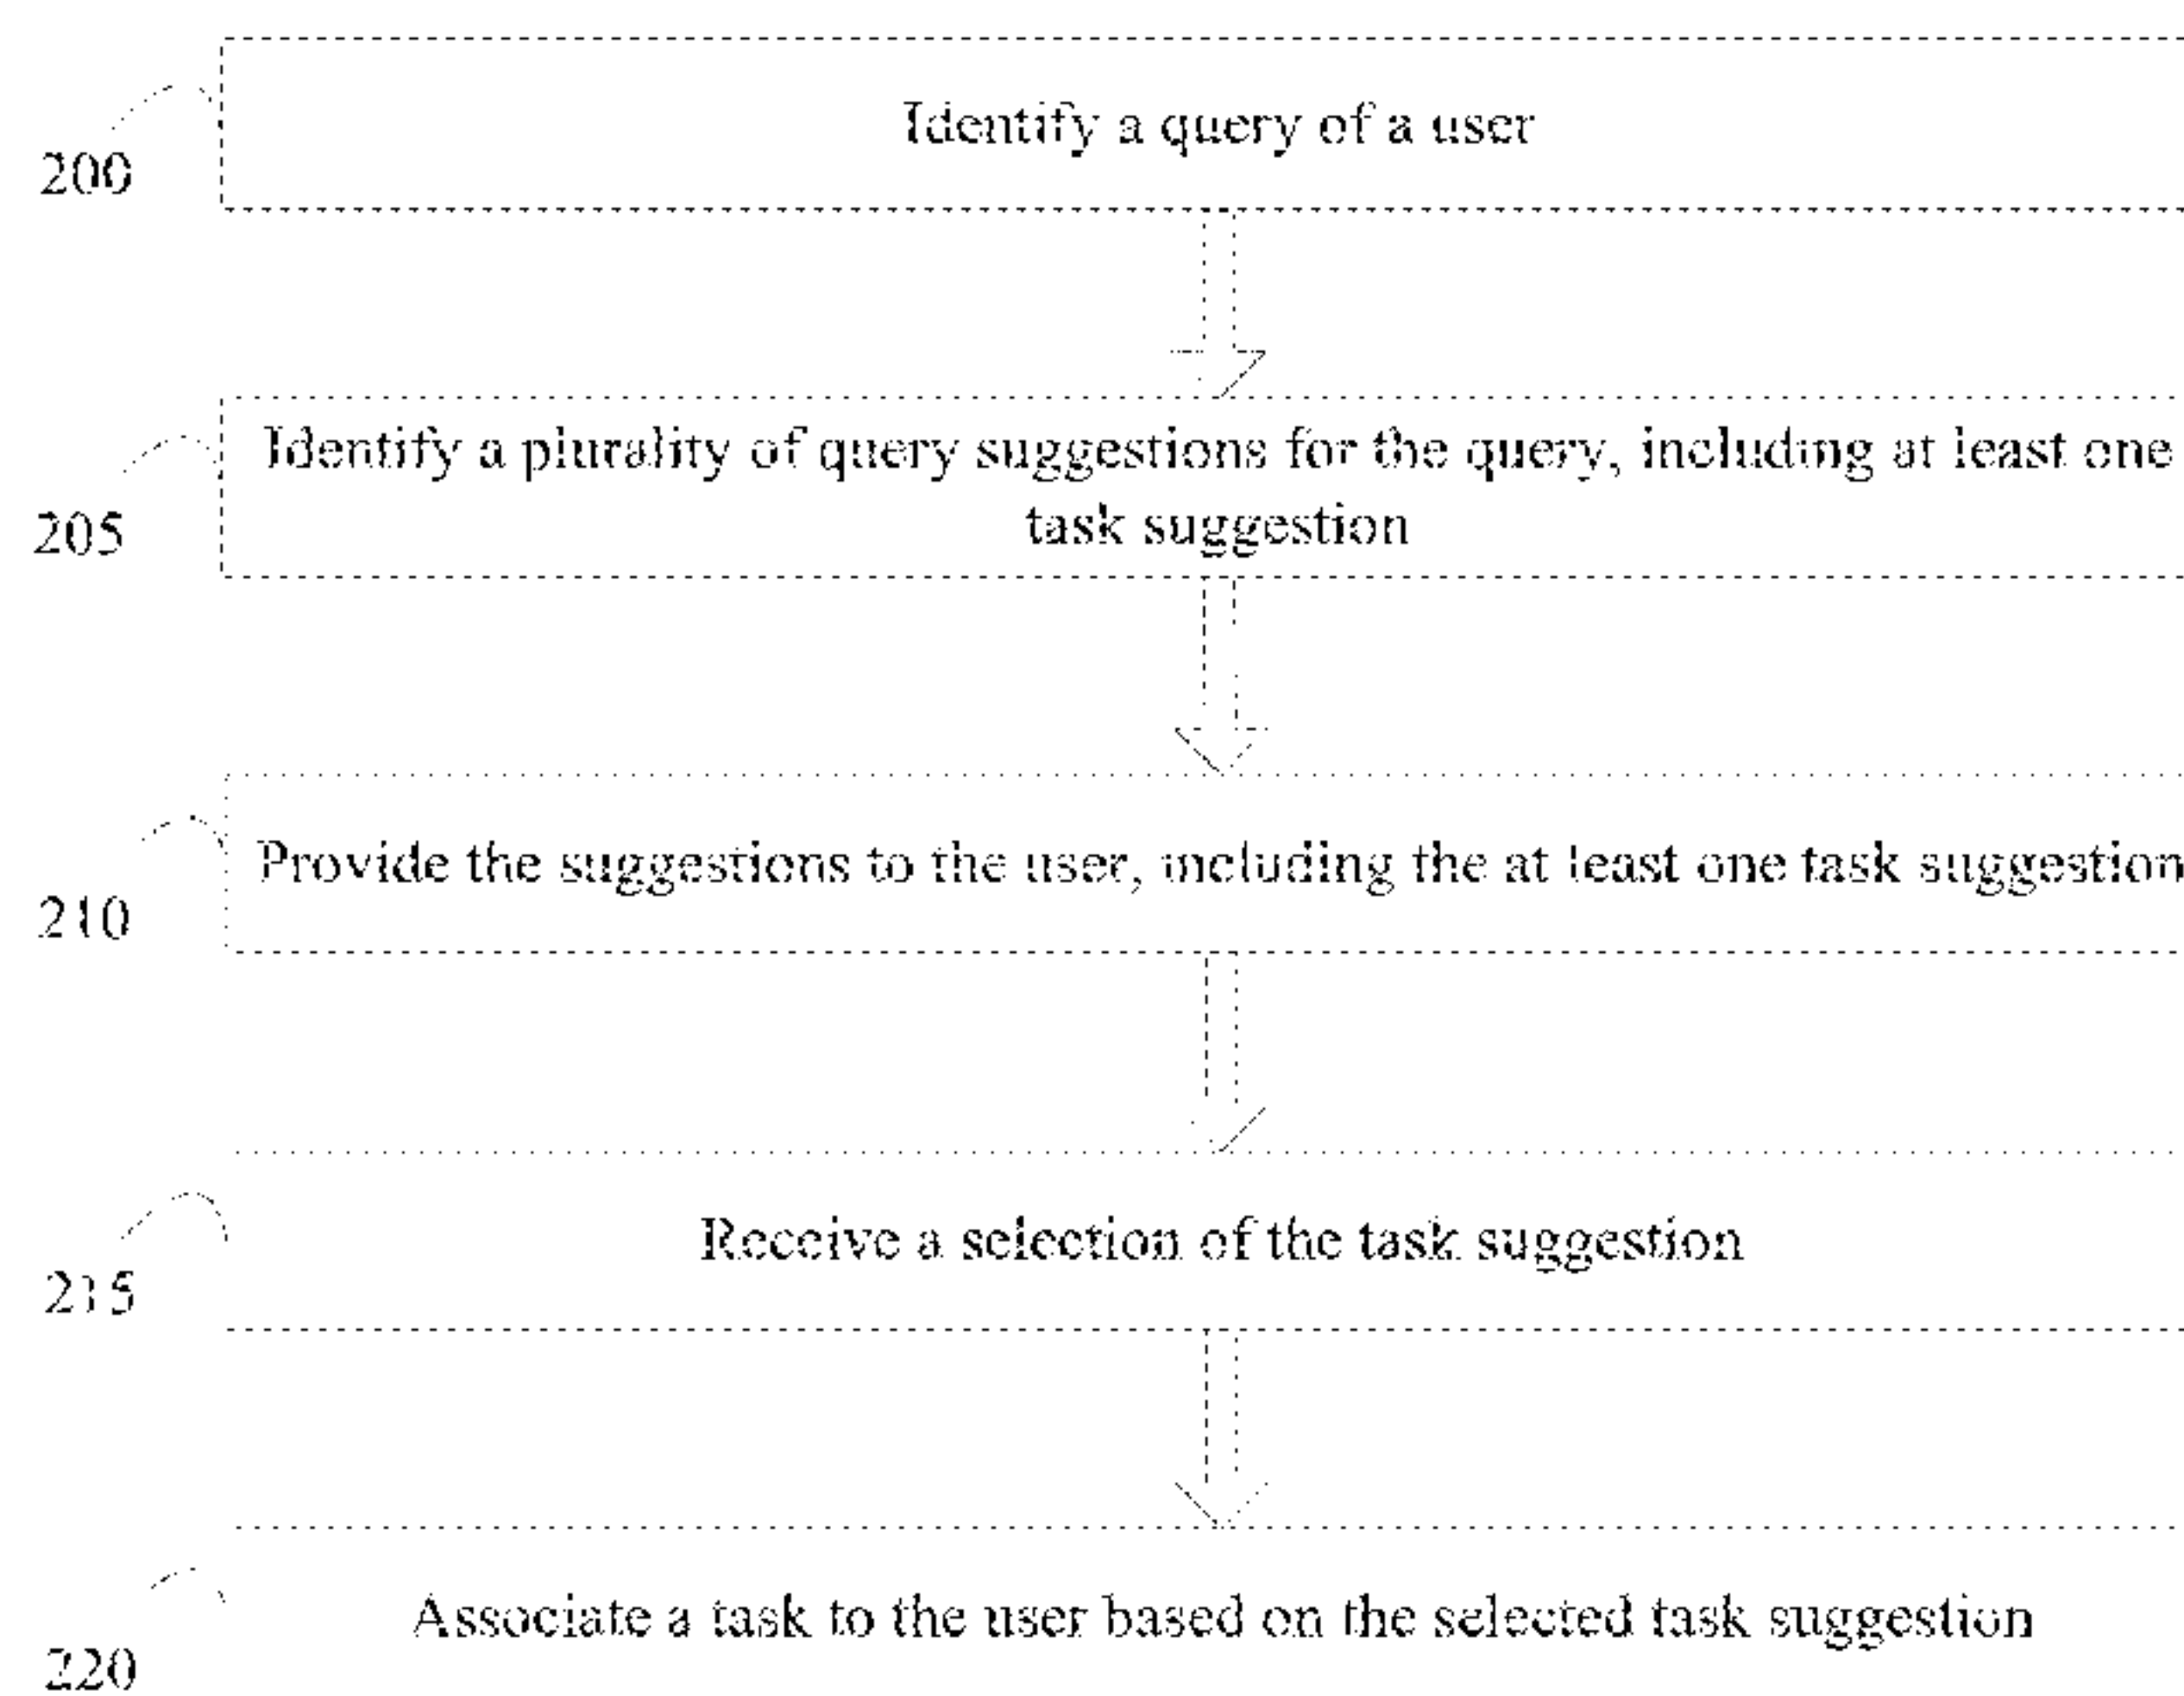 Identify a query of a user
200
Identify a plurality of query suggestions for the query, including at least one
task suggestion
205
Provide the suggestions to the user, including the at least one task suggestion
210
Receive a selection of the task suggestion
215
Associate a task to the user based on the selected task suggestion
220